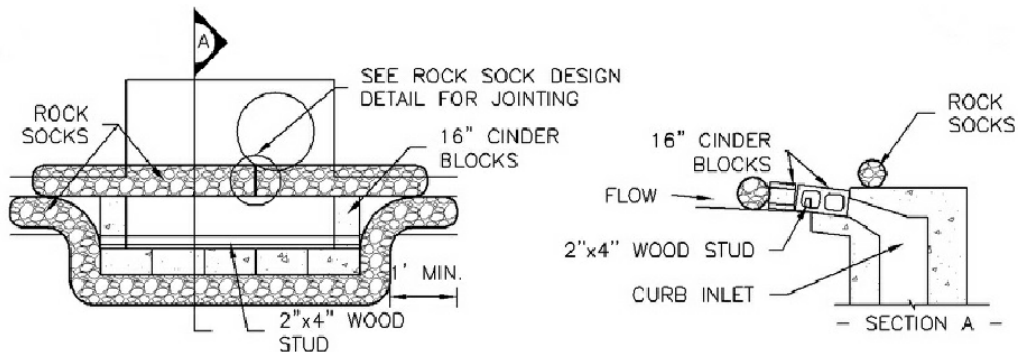 A
SEE ROCK SOCK DESIGN
DETAIL FOR JOINTING
ROCK
SOCKS
16" CINDER
BLOCKS
1' MIN.
2"x4" WOOD
STUD
ROCK
SOCKS
16" CINDER
BLOCKS
FLOW
2"x4" WOOD STUD
CURB INLET
- SECTION A -